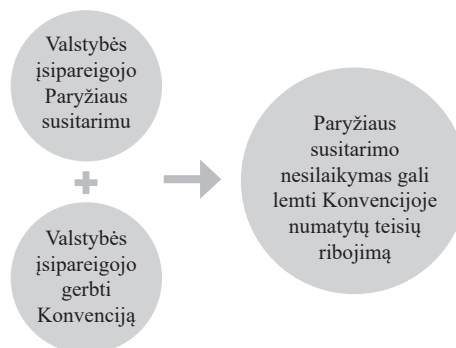 Valstybės
įsipareigojo
Paryžiaus
susitarimu
+
Valstybės
įsipareigojo
gerbti
Konvenciją
Paryžiaus
susitarimo
nesilaikymas gali
lemti Konvencijoje
numatytų teisių
ribojimą